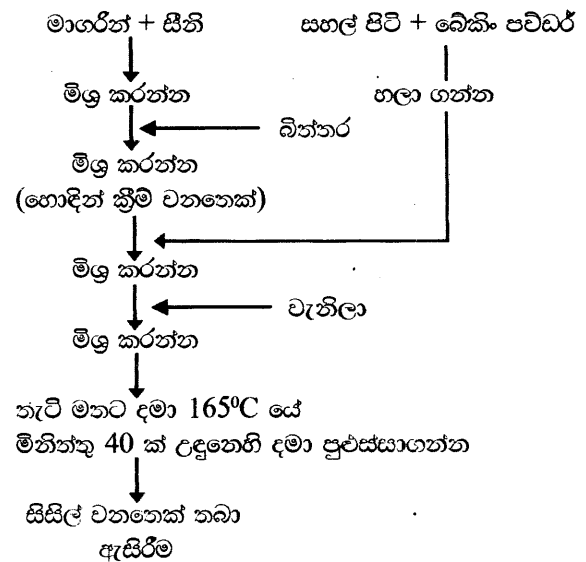 මාගරීන් + සීනි
සහල් පිටි + බේකිං පව්ඩර්
මිශ්‍ර කරන්න
හලා ගන්න
බිත්තර
මිශ්‍ර කරන්න
(හොඳින් ක්‍රීම් වනතෙක්)
මිශ්‍ර කරන්න
වැනිලා
මිශ්‍ර කරන්න
තැටි මතට දමා 165⁰C යේ
මිනිත්තු 40 ක් උඳුනෙහි දමා පුළුස්සාගන්න
සිසිල් වනතෙක් තබා
ඇසිරීම